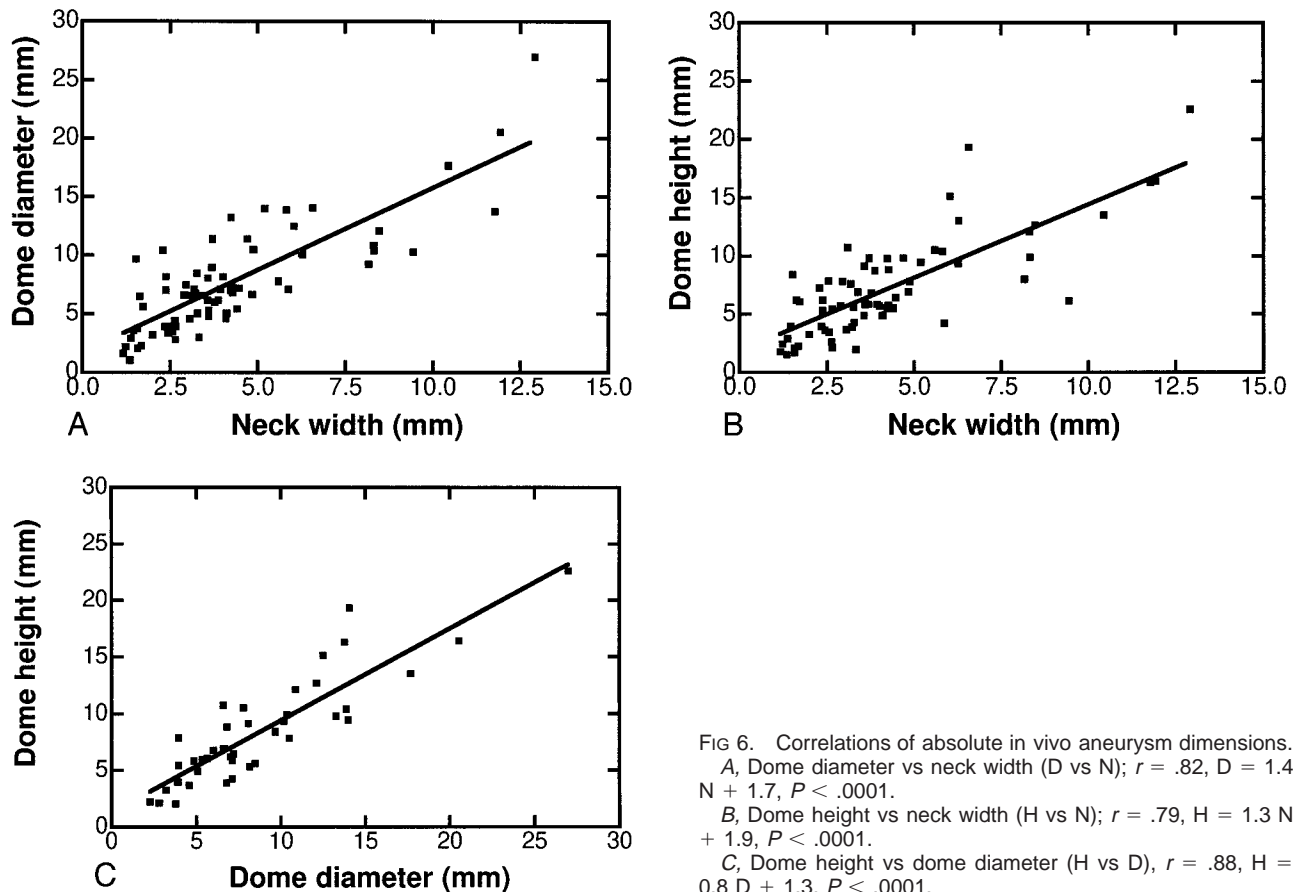 30
25
20
15
10
5
0
0.0 2.5 5.0 7.5 10.0 12.5 15.0
Dome diameter (mm)
Neck width (mm)
A
30
25
20
15
10
5
0
0.0 2.5 5.0 7.5 10.0 12.5 15.0
Dome height (mm)
Neck width (mm)
B
30
25
20
15
10
5
0
0 5 10 15 20 25 30
Dome height (mm)
Dome diameter (mm)
C
FIG 6. Correlations of absolute in vivo aneurysm dimensions.
A, Dome diameter vs neck width (D vs N); r = .82, D = 1.4
N + 1.7, P < .0001.
B, Dome height vs neck width (H vs N); r = .79, H = 1.3 N
+ 1.9, P < .0001.
C, Dome height vs dome diameter (H vs D), r = .88, H =
0.8 D + 1.3, P < .0001.